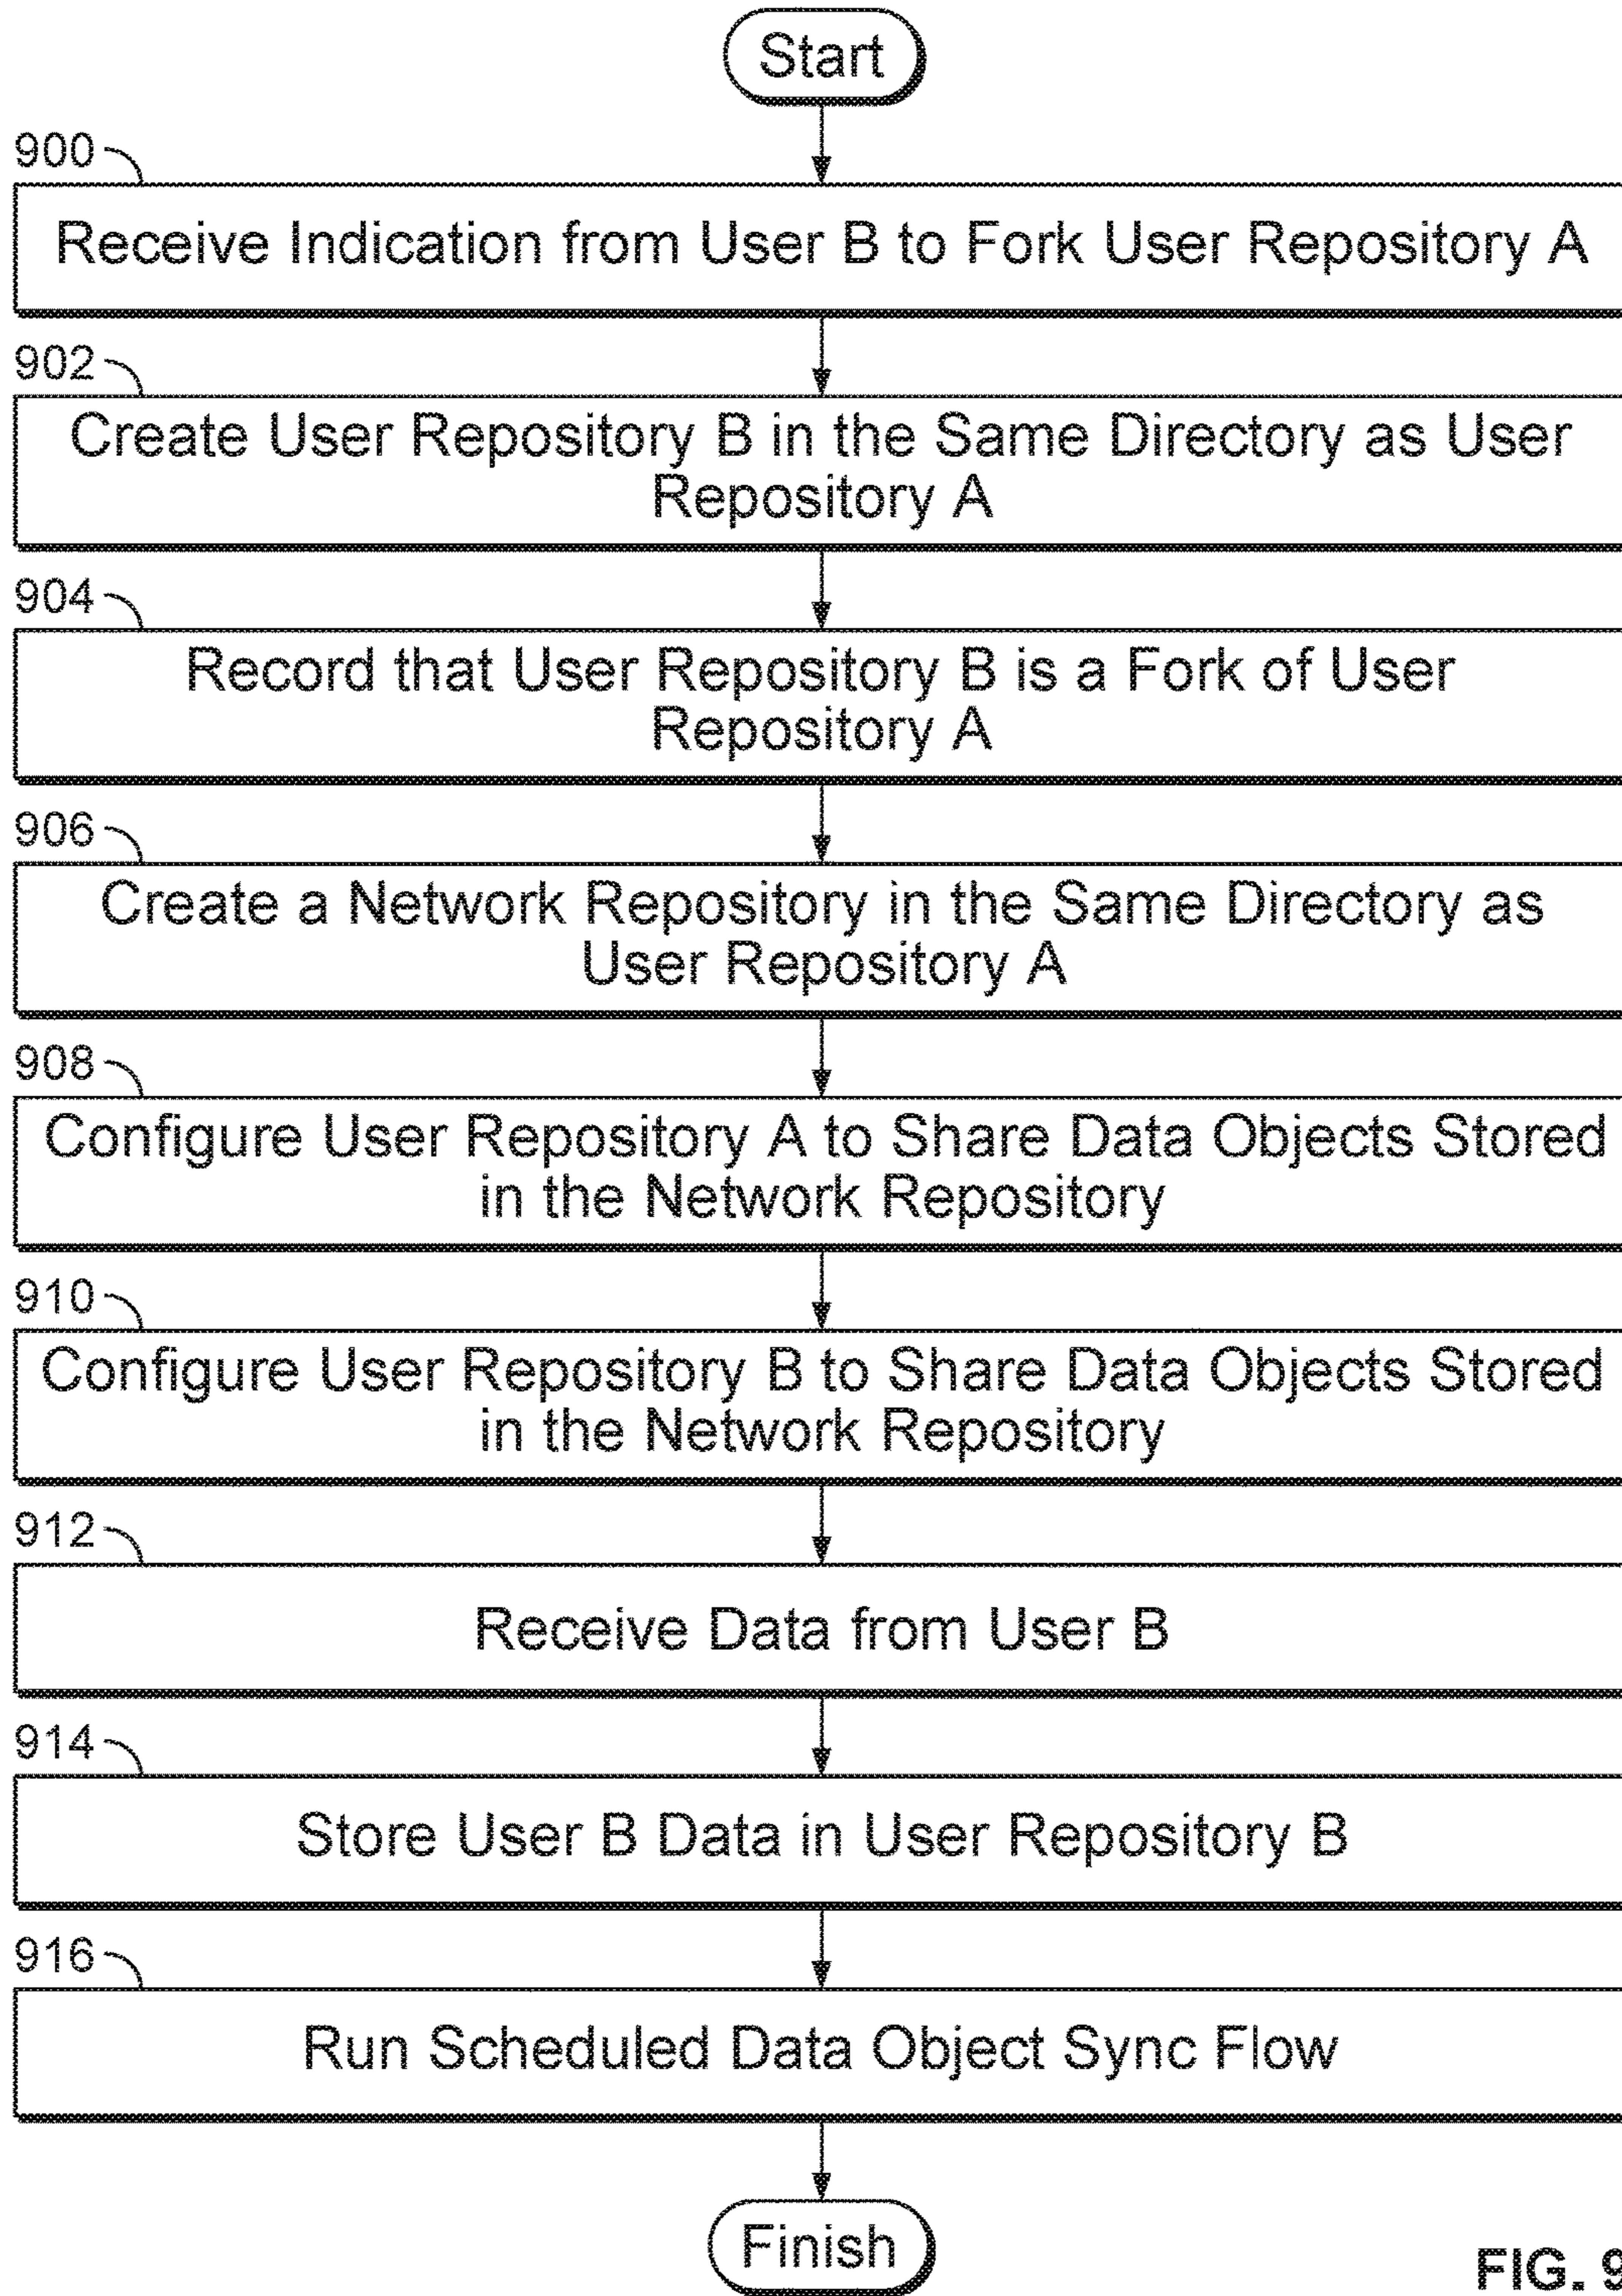 Start
900
Receive Indication from User B to Fork User Repository A
902
Create User Repository B in the Same Directory as User
Repository A
904
Record that User Repository B is a Fork of User
Repository A
906
Create a Network Repository in the Same Directory as
User Repository A
908
Configure User Repository A to Share Data Objects Stored
in the Network Repository
910
Configure User Repository B to Share Data Objects Stored
in the Network Repository
912
Receive Data from User B
914
Store User B Data in User Repository B
916
Run Scheduled Data Object Sync Flow
Finish
FIG. 9